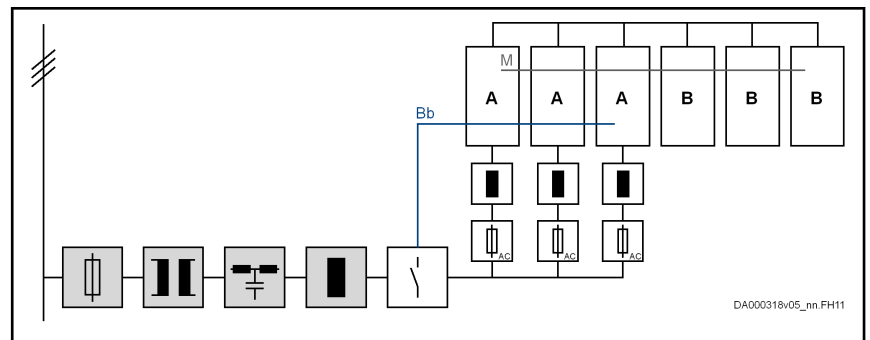 M
A A A B B B
Bb
AC AC AC
DA000318v05_nn.FH11